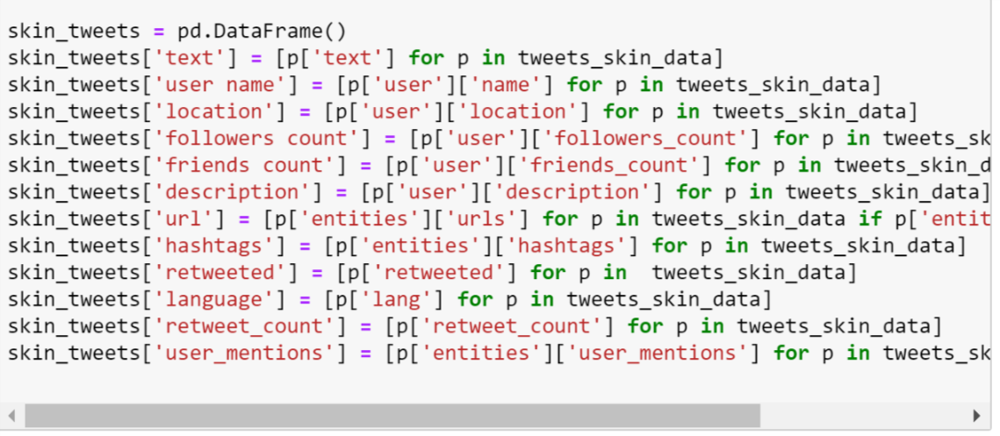 skin_tweets = pd.DataFrame()
skin_tweets['text'] = [p['text'] for p in tweets_skin_data]
skin_tweets['user name'] = [p['user']['name'] for p in tweets_skin_data]
skin_tweets['location'] = [p['user']['location'] for p in tweets_skin_data]
skin_tweets['followers count'] = [p['user']['followers_count'] for p in tweets_sk
skin_tweets['friends count'] = [p['user']['friends_count'] for p in tweets_skin_d
skin_tweets['description'] = [p['user']['description'] for p in tweets_skin_data]
skin_tweets['url'] = [p['entities']['urls'] for p in tweets_skin_data if p['entit
skin_tweets['hashtags'] = [p['entities']['hashtags'] for p in tweets_skin_data]
skin_tweets['retweeted'] = [p['retweeted'] for p in  tweets_skin_data]
skin_tweets['language'] = [p['lang'] for p in tweets_skin_data]
skin_tweets['retweet_count'] = [p['retweet_count'] for p in tweets_skin_data]
skin_tweets['user_mentions'] = [p['entities']['user_mentions'] for p in tweets_sk